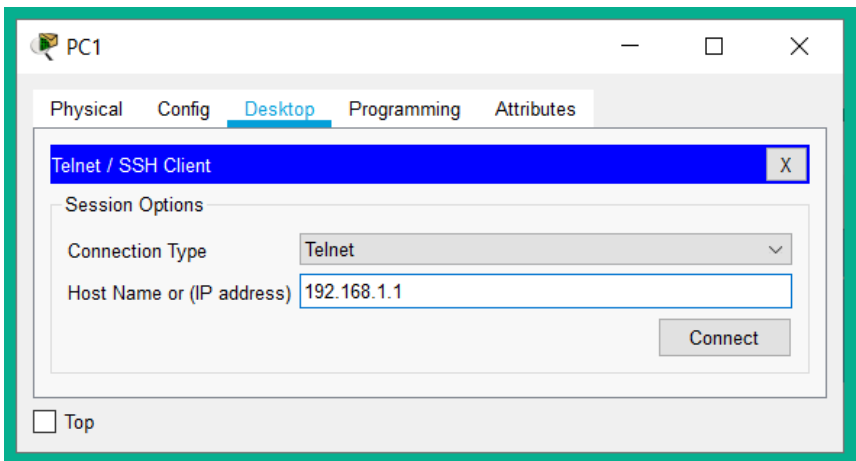 PC1
Physical Config Desktop Programming Attributes
Telnet / SSH Client X
Session Options
Connection Type Telnet
Host Name or (IP address) 192.168.1.1
Connect
Top